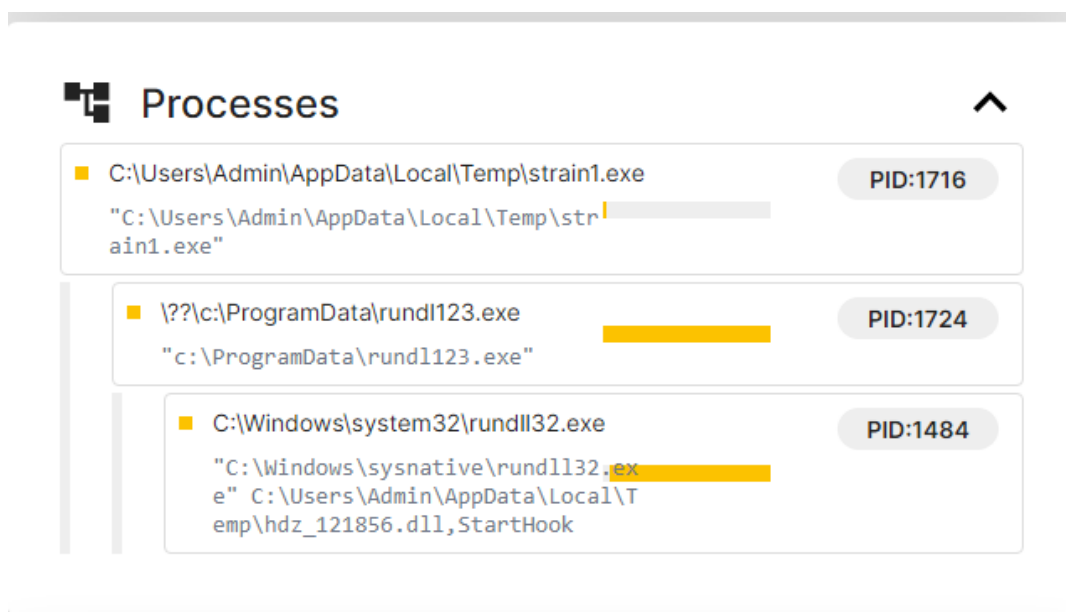 Processes
C:\Users\Admin\AppData\Local\Temp\strain1.exe
PID:1716
"C:\Users\Admin\AppData\Local\Temp\str
ain1.exe"
\??\c:\ProgramData\rundl123.exe
PID:1724
"c:\ProgramData\rundl123.exe"
C:\Windows\system32\rundll32.exe
PID:1484
"C:\Windows\sysnative\rundll32.ex
e" C:\Users\Admin\AppData\Local\T
emp\hdz_121856.dll,StartHook